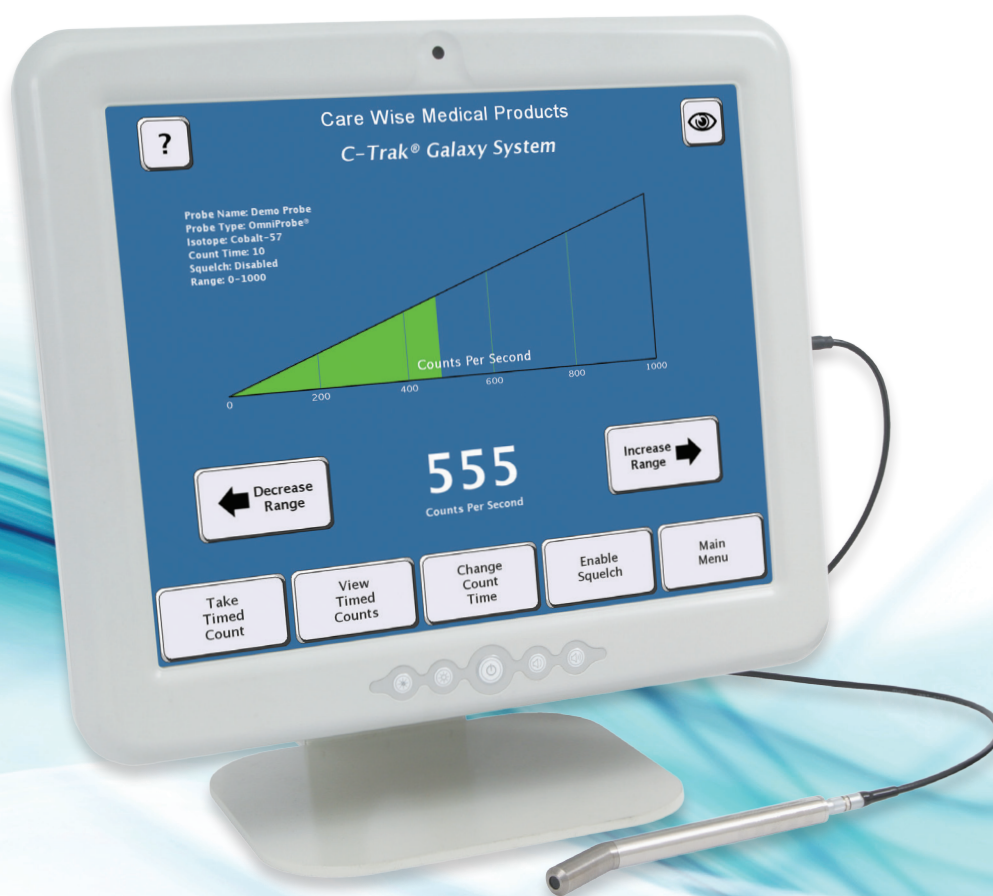 ?
Care Wise Medical Products
C-Trak® Galaxy System
Probe Name: Demo Probe
Probe Type: OmniProbe®
Isotope: Cobalt-57
Count Time: 10
Squelch: Disabled
Range: 0-1000
Counts Per Second
0
200
400
600
800
1000
Decrease
Range
555
Counts Per Second
Increase
Range
Take
Timed
Count
View
Timed
Counts
Change
Count
Time
Enable
Squelch
Main
Menu